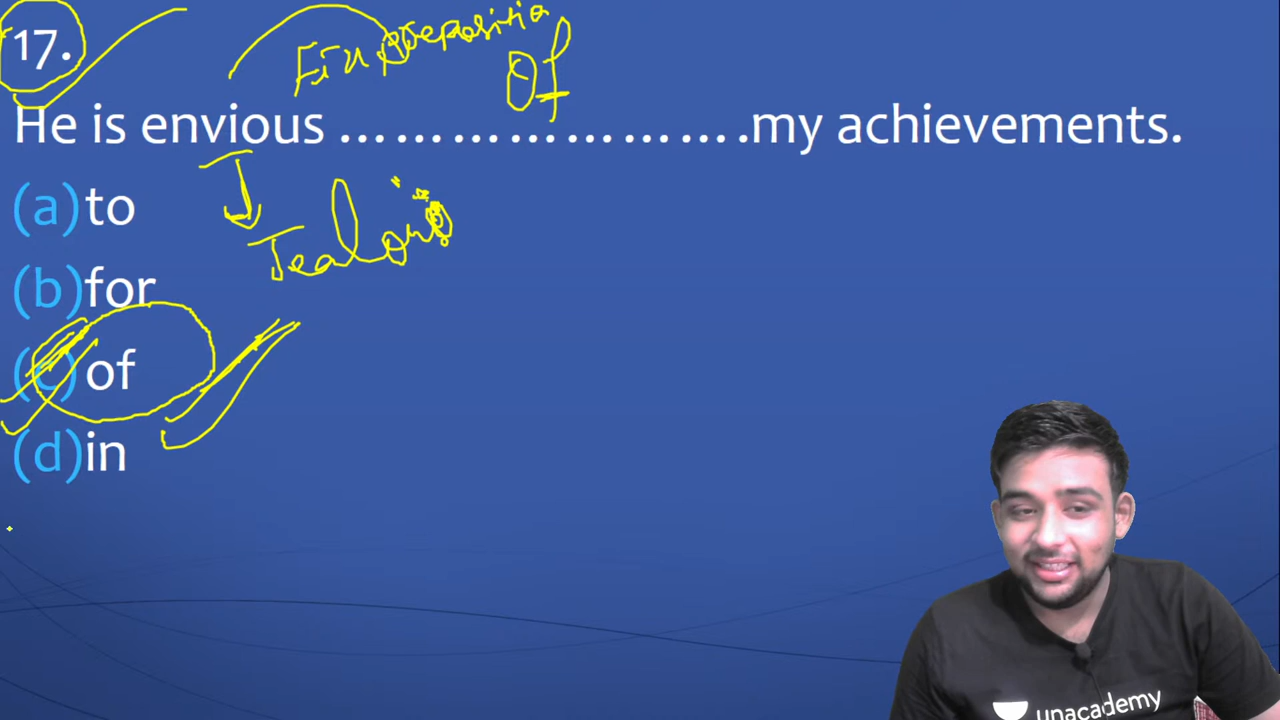 17.
Fix preposition
Of
He is envious …………………….my achievements.
(a)to
Jealous
(b)for
(c)of
(d)in
unacademy